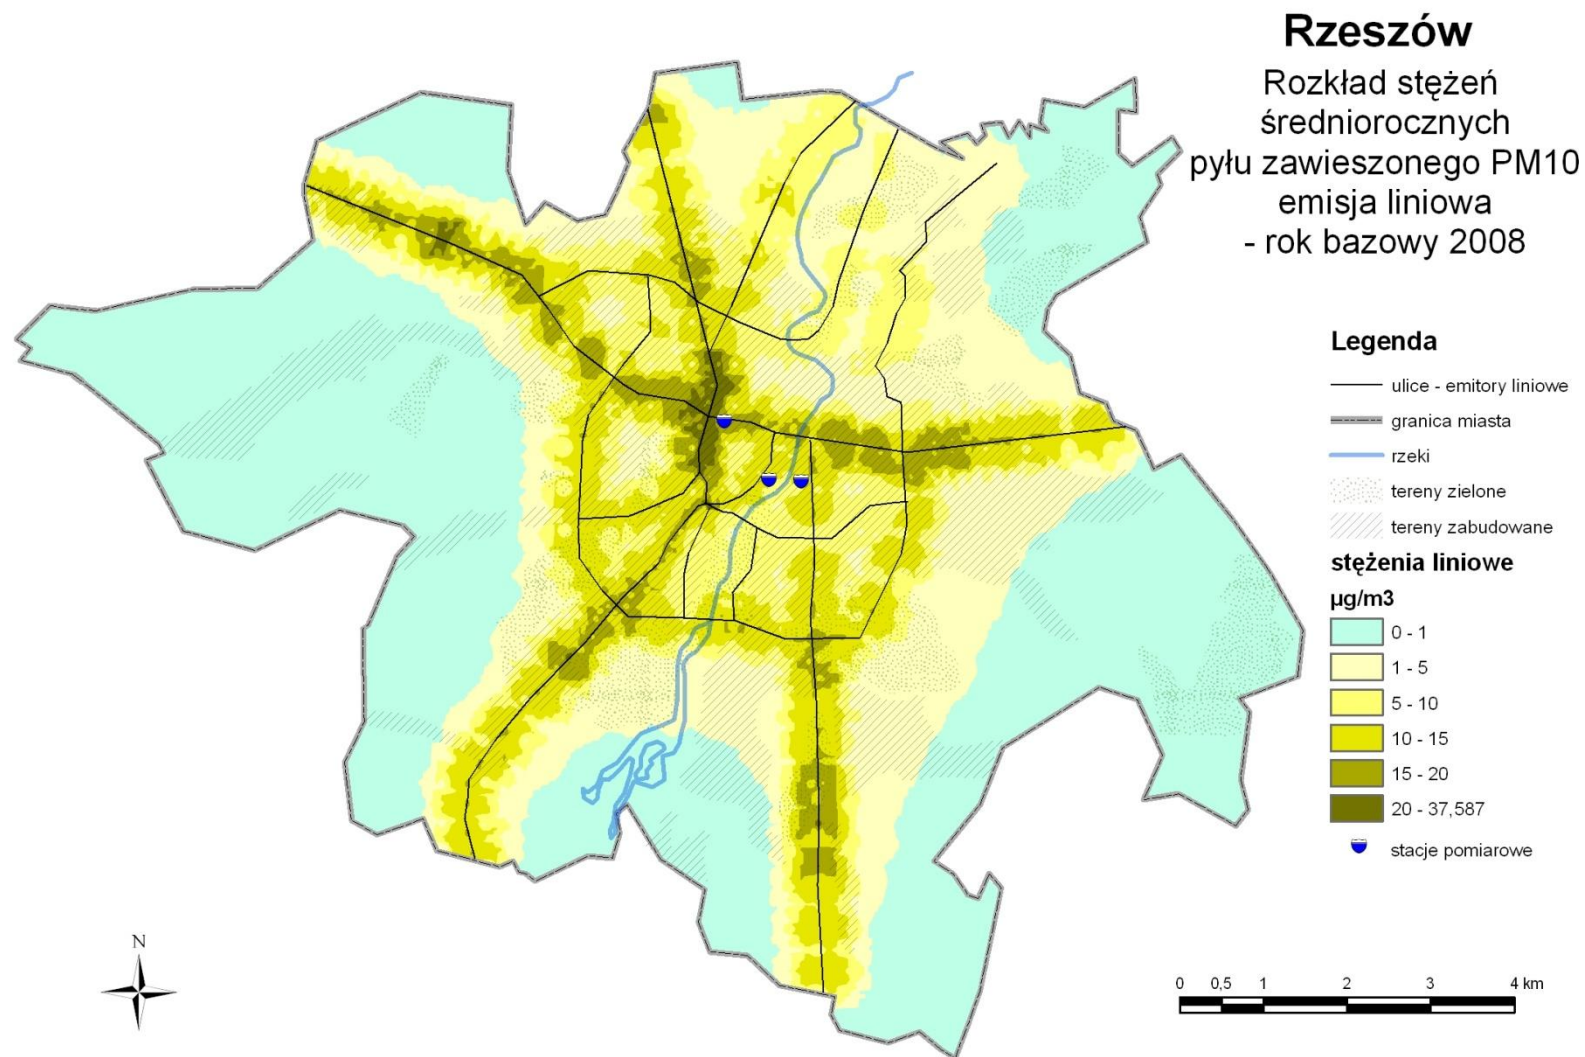 Rzeszów
Rozkład stężeń
średniorocznych
pyłu zawieszonego PM10
emisja liniowa
- rok bazowy 2008
Legenda
ulice - emitory liniowe
granica miasta
rzeki
tereny zielone
tereny zabudowane
stężenia liniowe
µg/m3
0 - 1
1 - 5
5 - 10
10 - 15
15 - 20
20 - 37,587
stacje pomiarowe
N
0 0,5 1 2 3 4 km